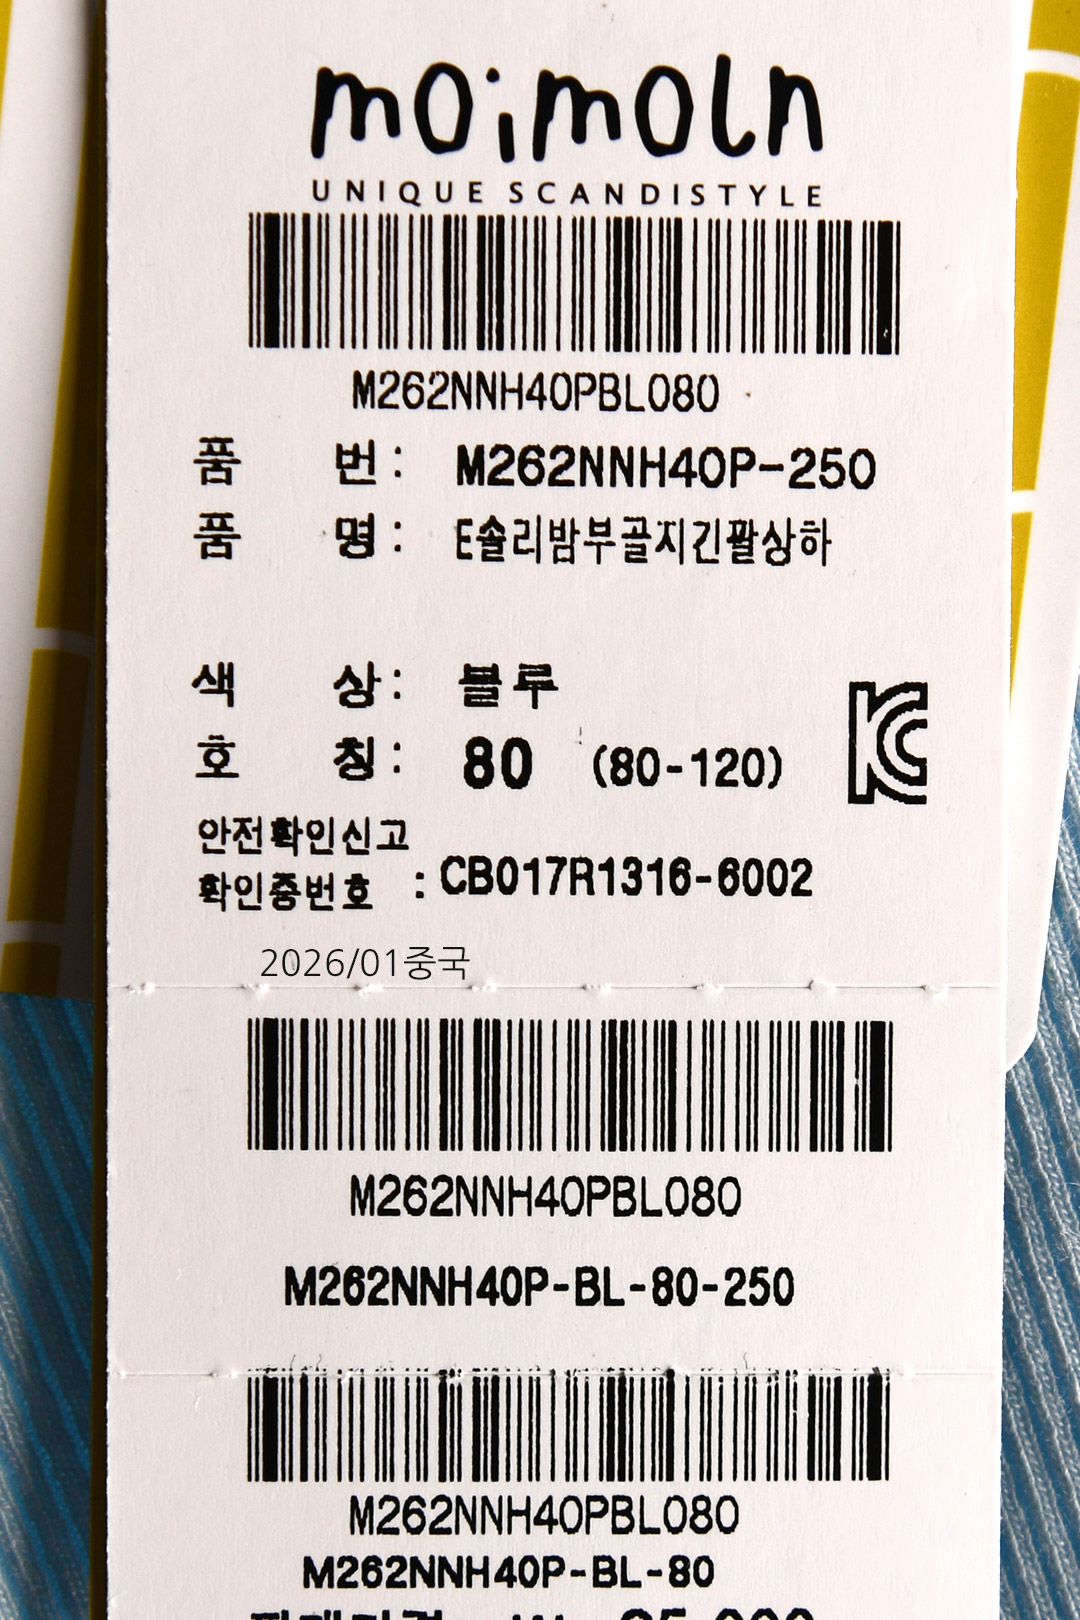 moimoln
UNIQUE SCANDISTYLE
M262NNH40PBL080
품 번 : M262NNH40P-250
품 명 : E솔리밤부골지긴팔상하
색 상 : 블루
호 칭 : 80 (80-120)
안전확인신고
확인증번호 : CB017R1316-6002
2026/01중국
M262NNH40PBL080
M262NNH40P-BL-80-250
M262NNH40PBL080
M262NNH40P-BL-80